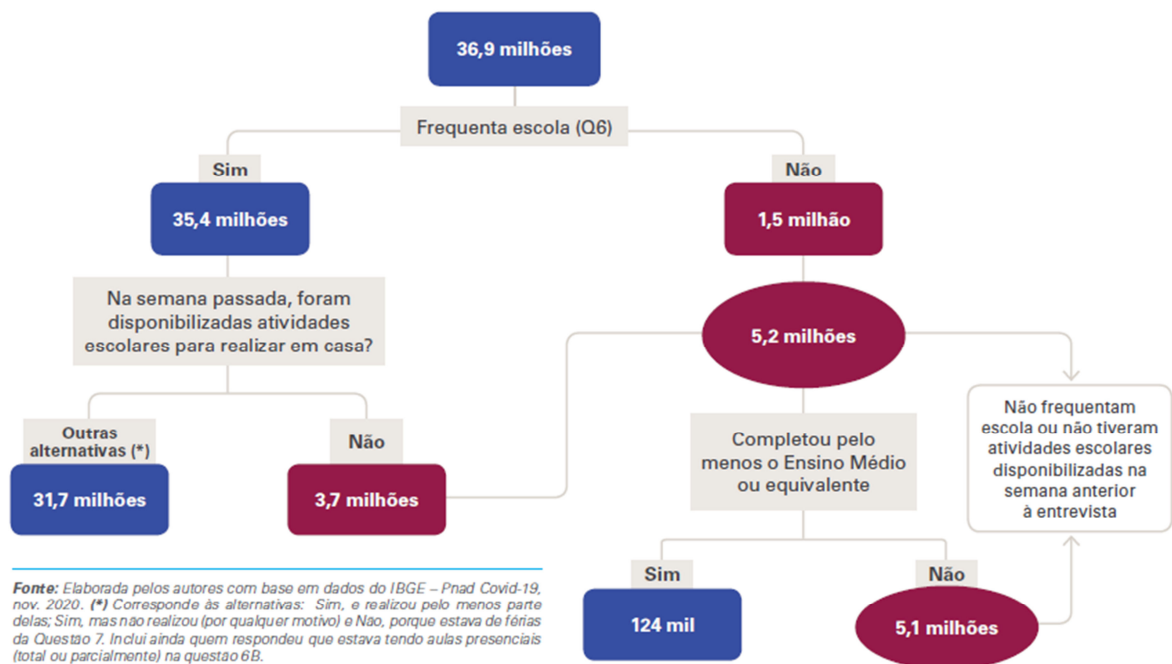 36,9 milhões
Frequenta escola (Q6)
Sim
Não
35,4 milhões
1,5 milhão
Na semana passada, foram
disponibilizadas atividades
escolares para realizar em casa?
5,2 milhões
Outras
alternativas (*)
Não
31,7 milhões
3,7 milhões
Completou pelo
menos o Ensino Médio
ou equivalente
Não frequentam
escola ou não tiveram
atividades escolares
disponibilizadas na
semana anterior
à entrevista
Sim
Não
124 mil
5,1 milhões
Fonte: Elaborada pelos autores com base em dados do IBGE – Pnad Covid-19,
nov. 2020. (*) Corresponde às alternativas: Sim, e realizou pelo menos parte
delas; Sim, mas não realizou (por qualquer motivo) e Não, porque estava de férias
da Questão 7. Inclui ainda quem respondeu que estava tendo aulas presenciais
(total ou parcialmente) na questão 6B.